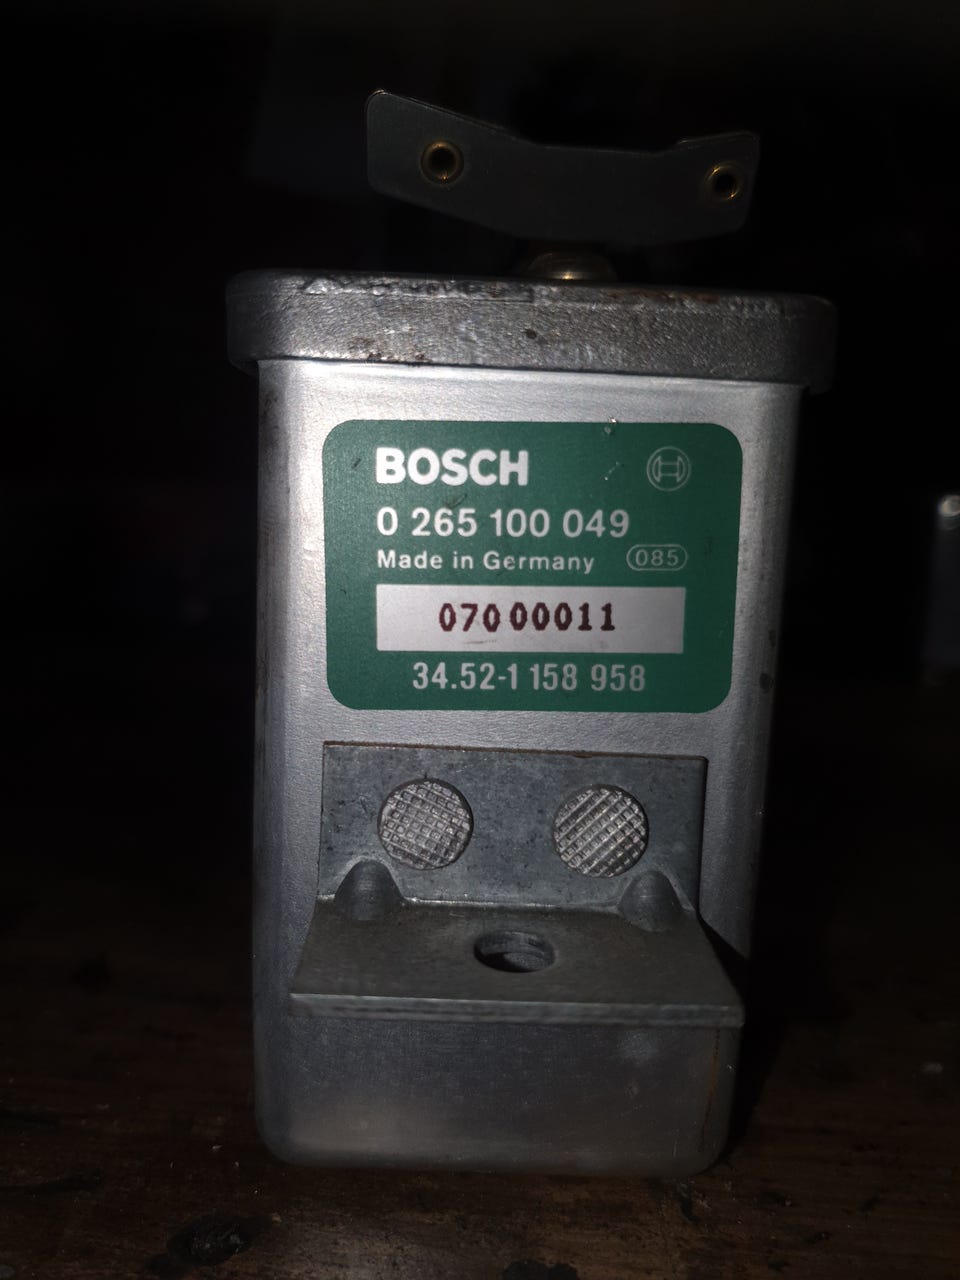 BOSCH
0 265 100 049
Made in Germany 085
07000011
34.52-1 158 958